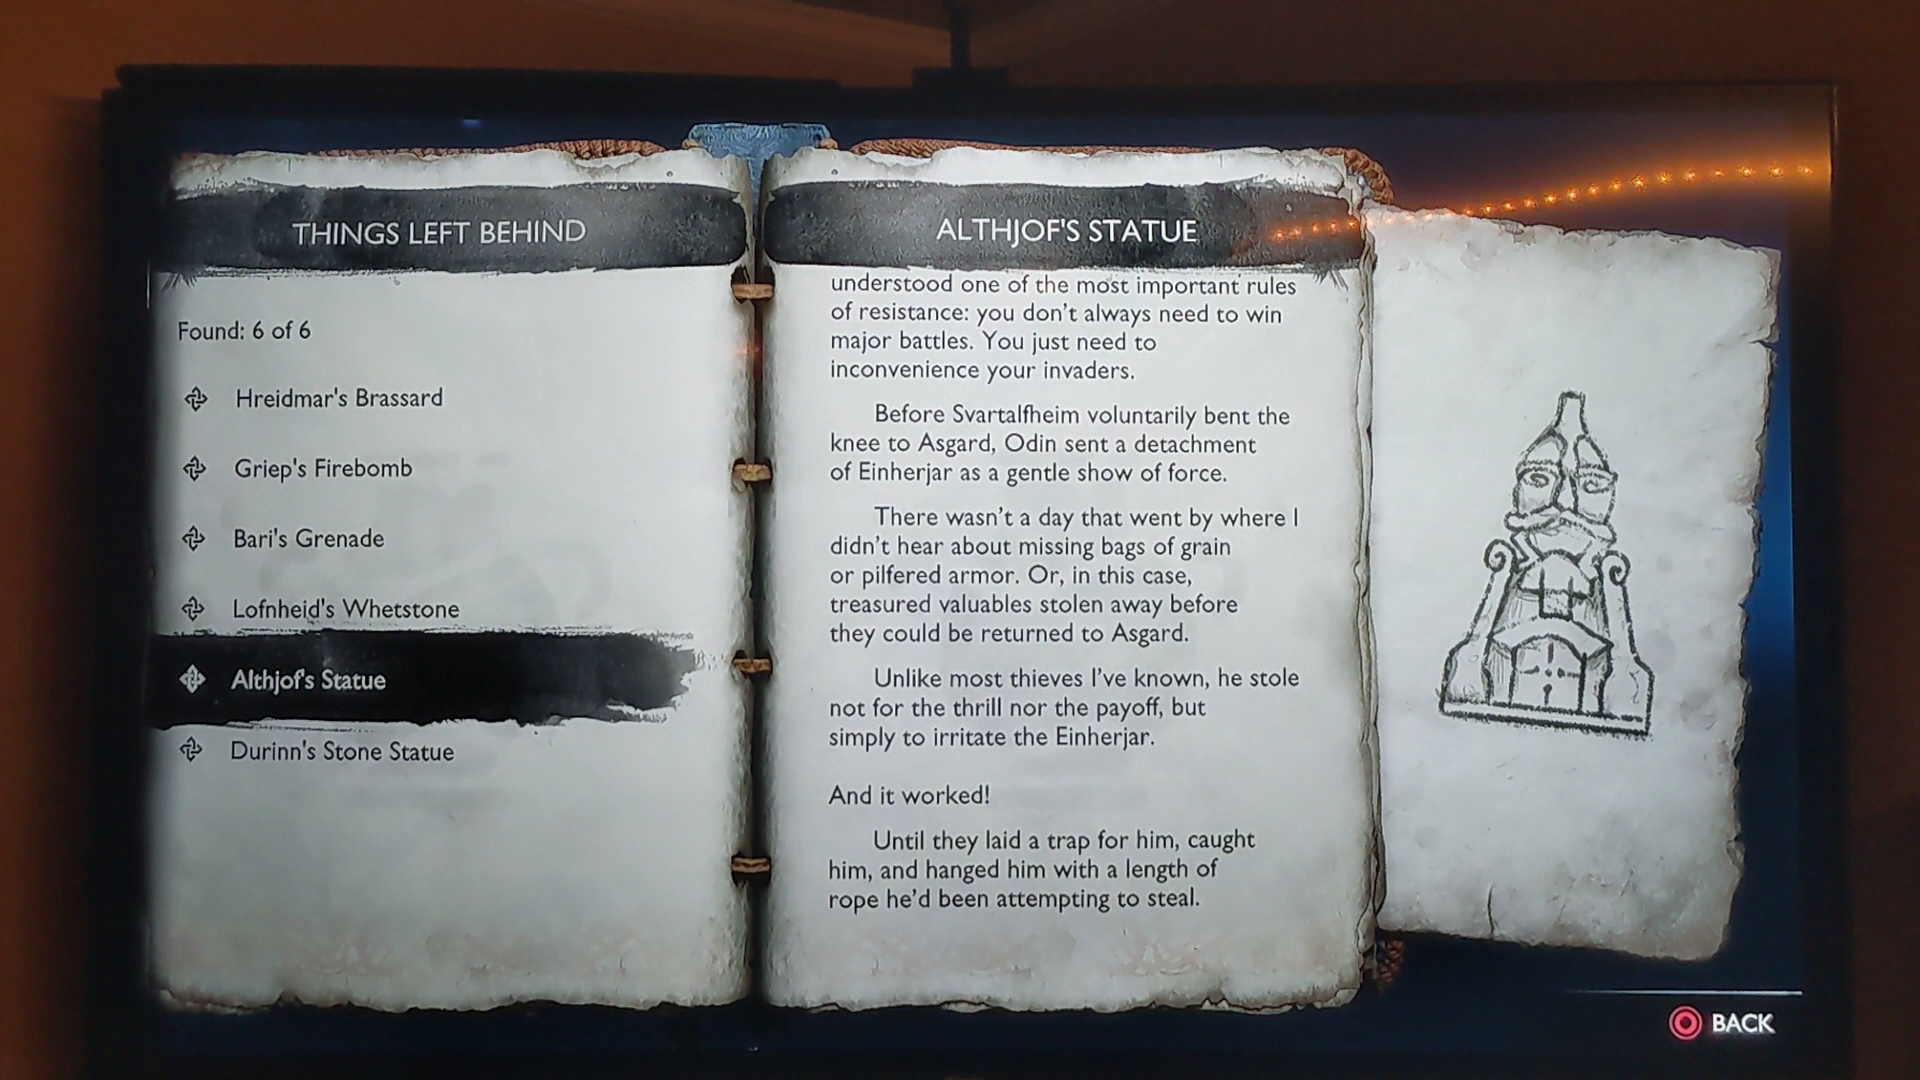 THINGS LEFT BEHIND
Found: 6 of 6
Hreidmar's Brassard
Griep's Firebomb
Bari's Grenade
Lofnheid's Whetstone
Althjof's Statue
Durinn's Stone Statue
ALTHJOF'S STATUE
understood one of the most important rules
of resistance: you don't always need to win
major battles. You just need to
inconvenience your invaders.
Before Svartalfheim voluntarily bent the
knee to Asgard, Odin sent a detachment
of Einherjar as a gentle show of force.
There wasn't a day that went by where I
didn't hear about missing bags of grain
or pilfered armor. Or, in this case,
treasured valuables stolen away before
they could be returned to Asgard.
Unlike most thieves I've known, he stole
not for the thrill nor the payoff, but
simply to irritate the Einherjar.
And it worked!
Until they laid a trap for him, caught
him, and hanged him with a length of
rope he'd been attempting to steal.
BACK